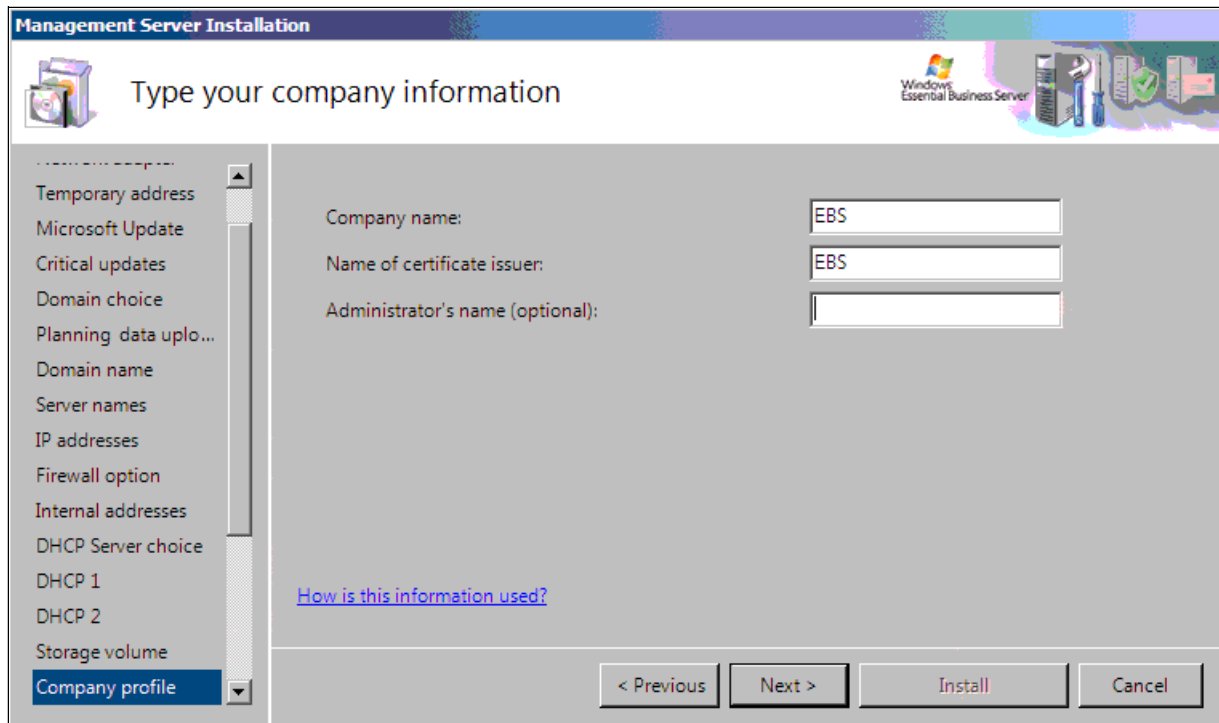 Management Server Installation
Type your company information
Windows
Essential Business Server
Temporary address
Microsoft Update
Critical updates
Domain choice
Planning data uplo...
Domain name
Server names
IP addresses
Firewall option
Internal addresses
DHCP Server choice
DHCP 1
DHCP 2
Storage volume
Company profile
Company name: EBS
Name of certificate issuer: EBS
Administrator's name (optional):
How is this information used?
< Previous Next > Install Cancel